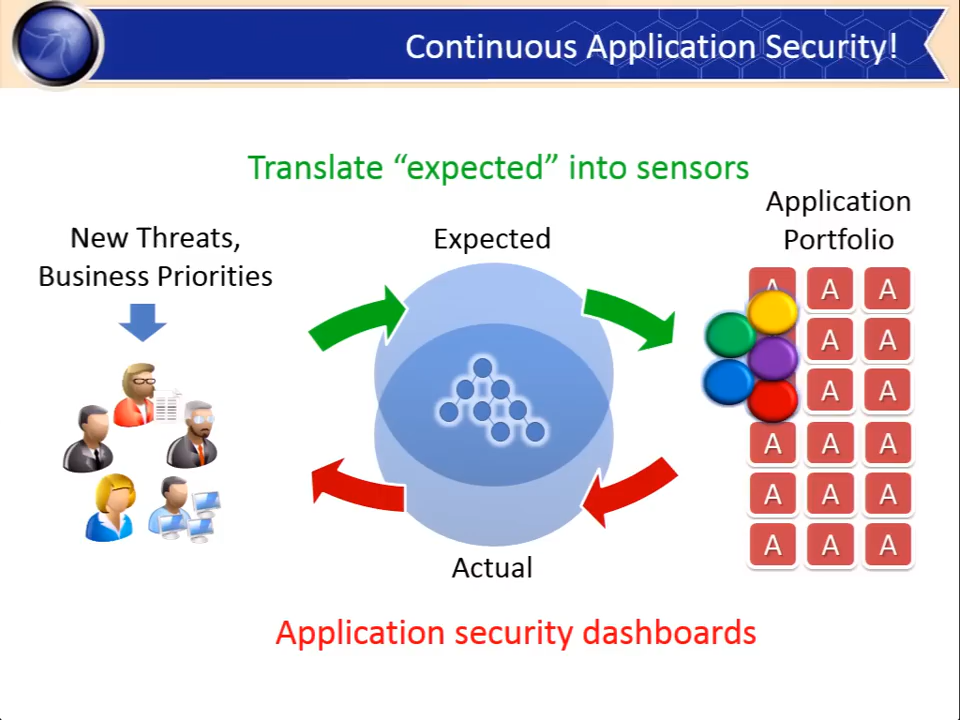 Continuous Application Security!
Translate “expected” into sensors
Application
Portfolio
New Threats,
Business Priorities
Expected
A A A
A A
A A
A A A
A A A
A A A
Actual
Application security dashboards